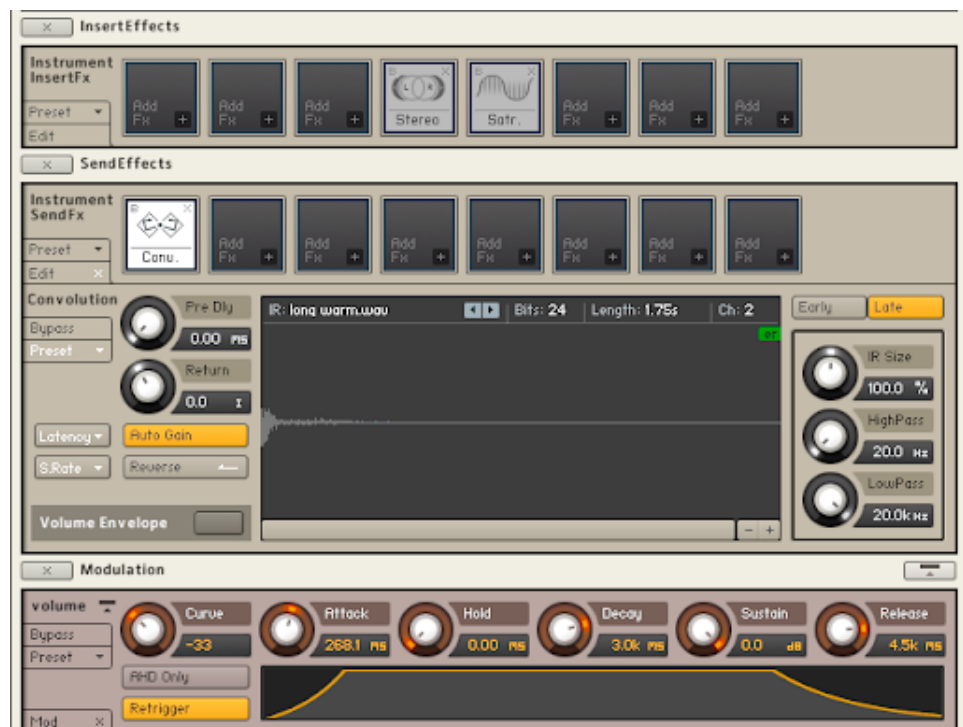 × InsertEffects
Instrument
InsertFx
Preset
Edit
Add Fx +
Add Fx +
Add Fx +
B × Stereo
B × Satr.
Add Fx +
Add Fx +
Add Fx +
× SendEffects
Instrument
SendFx
Preset
Edit ×
B × Conv.
Add Fx +
Add Fx +
Add Fx +
Add Fx +
Add Fx +
Add Fx +
Add Fx +
Convolution
Bypass
Preset
Pre Dly
0.00 ms
Return
0.0
Latency
Auto Gain
S.Rate
Reverse
Volume Envelope
IR: long warm.wav Bits: 24 Length: 1.75s Ch: 2
er
- +
Early Late
IR Size
100.0 %
HighPass
20.0 Hz
LowPass
20.0k Hz
× Modulation
volume
Bypass
Preset
Mod ×
Curve
-33
Attack
268.1 ms
Hold
0.00 ms
Decay
3.0k ms
Sustain
0.0 dB
Release
4.5k ms
AHD Only
Retrigger